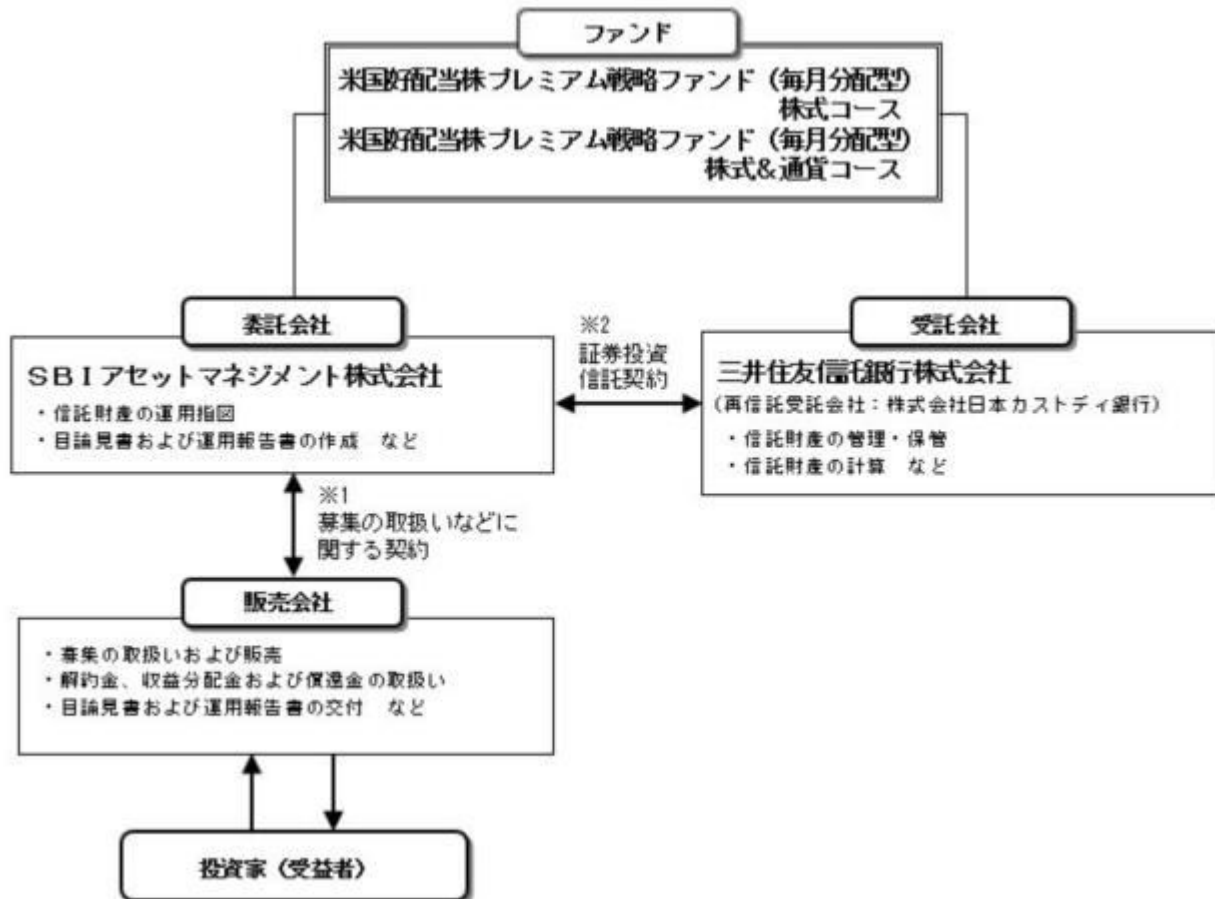 ファンド
米国好配当株プレミアム戦略ファンド（毎月分配型）
株式コース
米国好配当株プレミアム戦略ファンド（毎月分配型）
株式&通貨コース
委託会社
ＳＢＩアセットマネジメント株式会社
・信託財産の運用指図
・目論見書および運用報告書の作成　など
※2
証券投資
信託契約
受託会社
三井住友信託銀行株式会社
(再信託受託会社：株式会社日本カストディ銀行)
・信託財産の管理・保管
・信託財産の計算　など
※1
募集の取扱いなどに
関する契約
販売会社
・募集の取扱いおよび販売
・解約金、収益分配金および償還金の取扱い
・目論見書および運用報告書の交付　など
投資家（受益者）